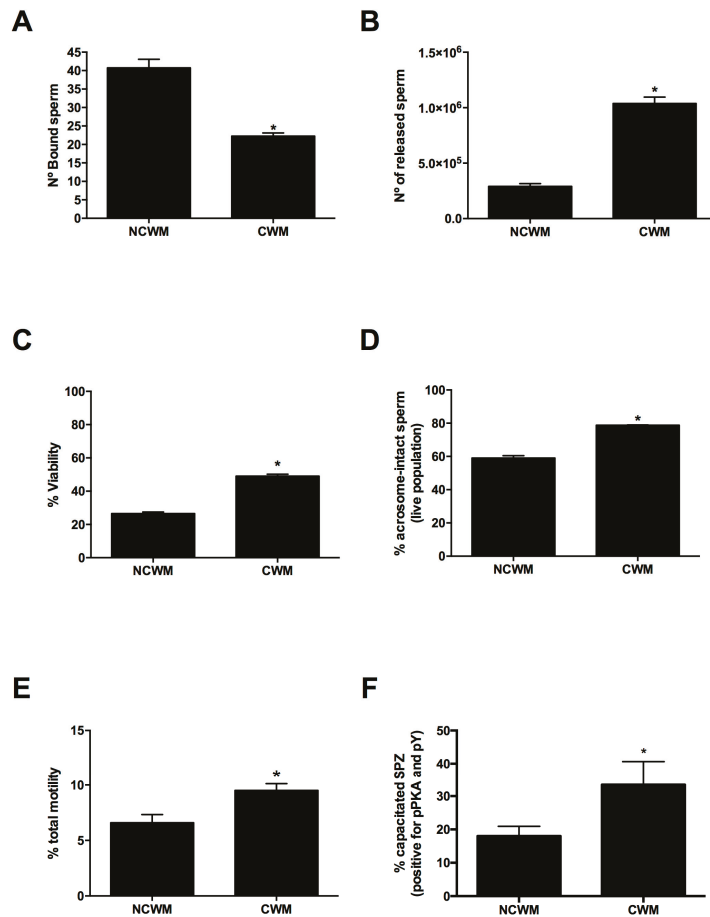 A
B
Nº Bound sperm
45
40
35
30
25
20
15
10
5
0
*
NCWM
CWM
Nº of released sperm
1.5×10⁶
1.0×10⁶
5.0×10⁵
0.0
*
NCWM
CWM
C
D
% Viability
100
80
60
40
20
0
*
NCWM
CWM
% acrosome-intact sperm
(live population)
100
80
60
40
20
0
*
NCWM
CWM
E
F
% total motility
15
10
5
0
*
NCWM
CWM
% capacitated SPZ
(positive for pPKA and pY)
50
40
30
20
10
0
*
NCWM
CWM